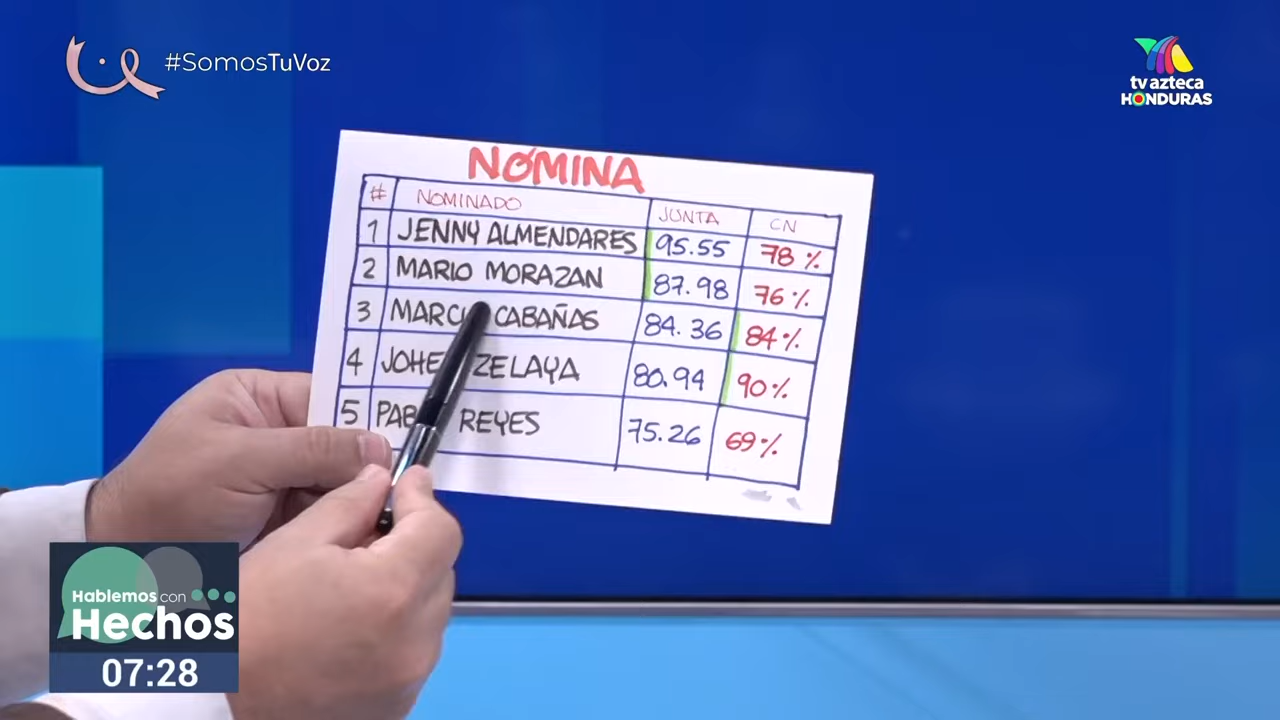 #SomosTuVoz
tv azteca
HONDURAS
NÓMINA
# NOMINADO JUNTA CN
1 JENNY ALMENDARES 95.55 78%
2 MARIO MORAZAN 87.98 76%
3 CABAÑAS 84.36 84%
4 ZELAYA 80.94 90%
5 REYES 75.26 69%
Hablemos con
Hechos
07:28